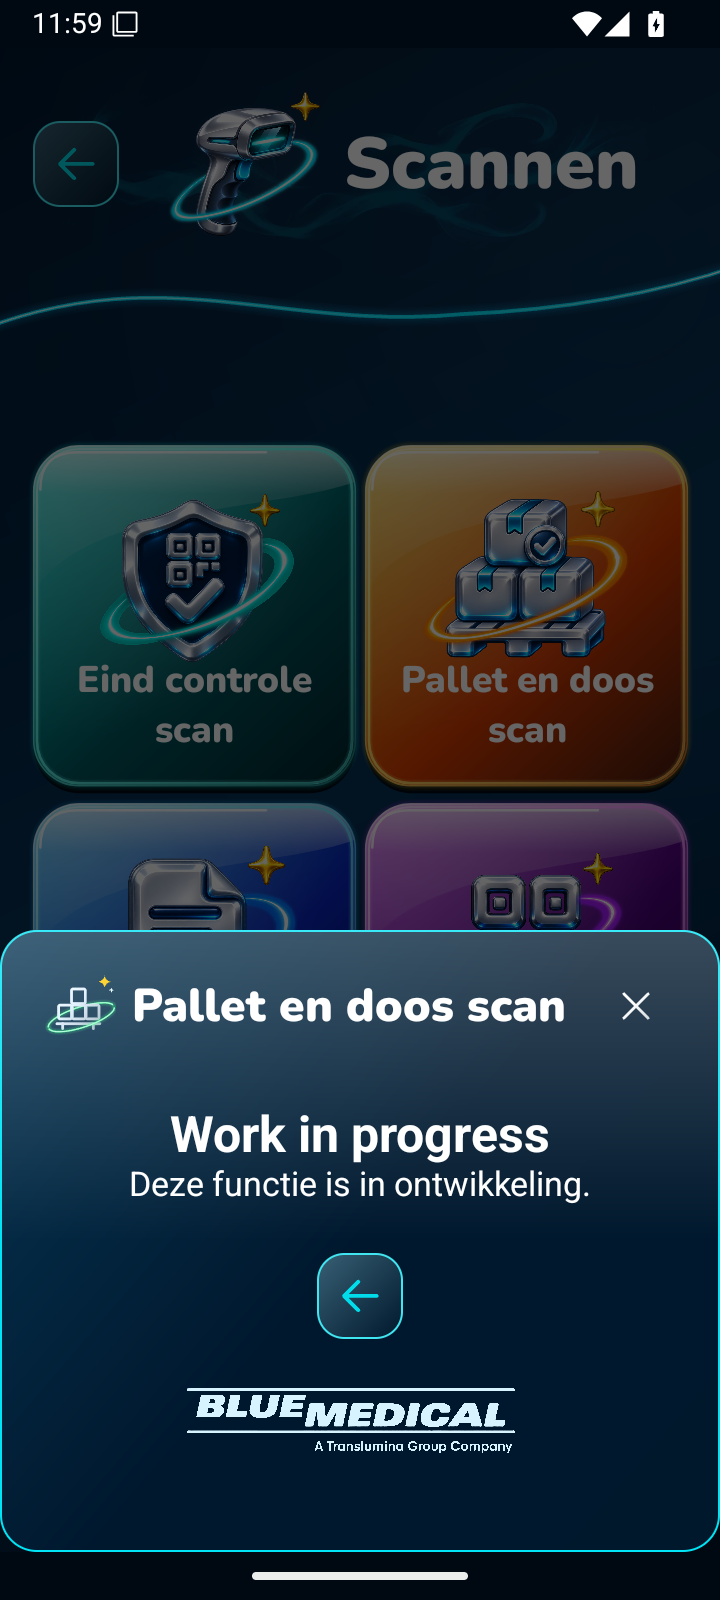 11:59
Scannen
Eind controle
scan
Pallet en doos
scan
Pallet en doos scan
Work in progress
Deze functie is in ontwikkeling.
BLUEMEDICAL
A Translumina Group Company